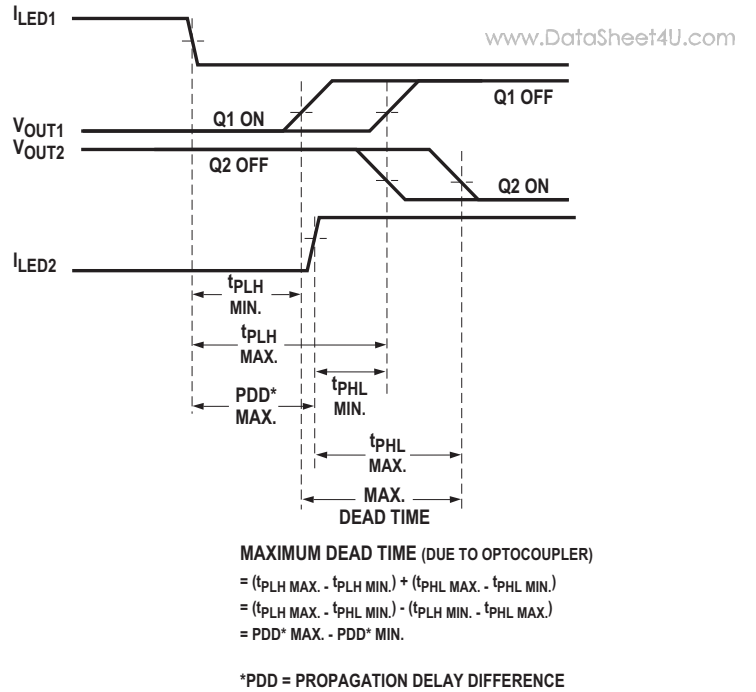 ILED1
www.DataSheet4U.com
Q1 OFF
VOUT1
Q1 ON
VOUT2
Q2 OFF
Q2 ON
ILED2
tPLH
MIN.
tPLH
MAX.
PDD*
MAX.
tPHL
MIN.
tPHL
MAX.
MAX.
DEAD TIME
MAXIMUM DEAD TIME (DUE TO OPTOCOUPLER)
= (tPLH MAX. - tPLH MIN.) + (tPHL MAX. - tPHL MIN.)
= (tPLH MAX. - tPHL MIN.) - (tPLH MIN. - tPHL MAX.)
= PDD* MAX. - PDD* MIN.
*PDD = PROPAGATION DELAY DIFFERENCE